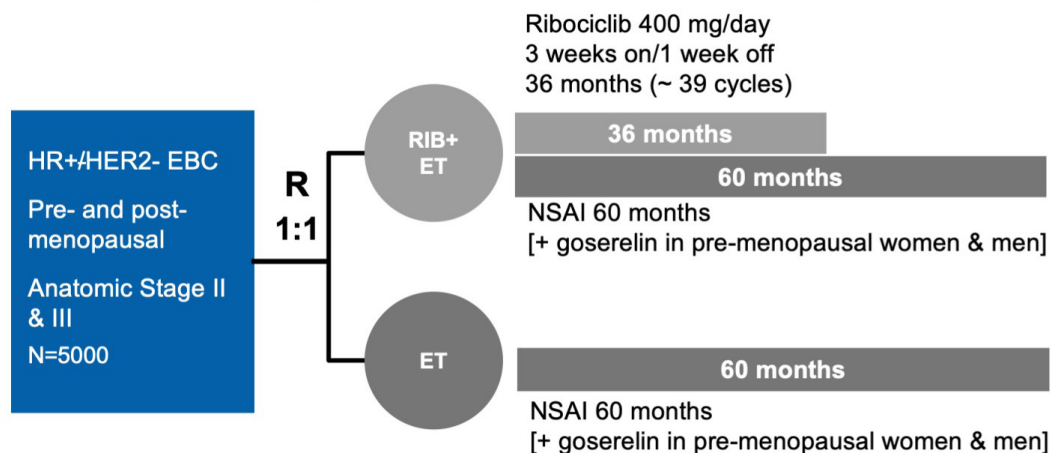 Ribociclib 400 mg/day
3 weeks on/1 week off
36 months (~ 39 cycles)
HR+/HER2- EBC
Pre- and post-
menopausal
Anatomic Stage II
& III
N=5000
R
1:1
RIB+
ET
36 months
60 months
NSAI 60 months
[+ goserelin in pre-menopausal women & men]
ET
60 months
NSAI 60 months
[+ goserelin in pre-menopausal women & men]